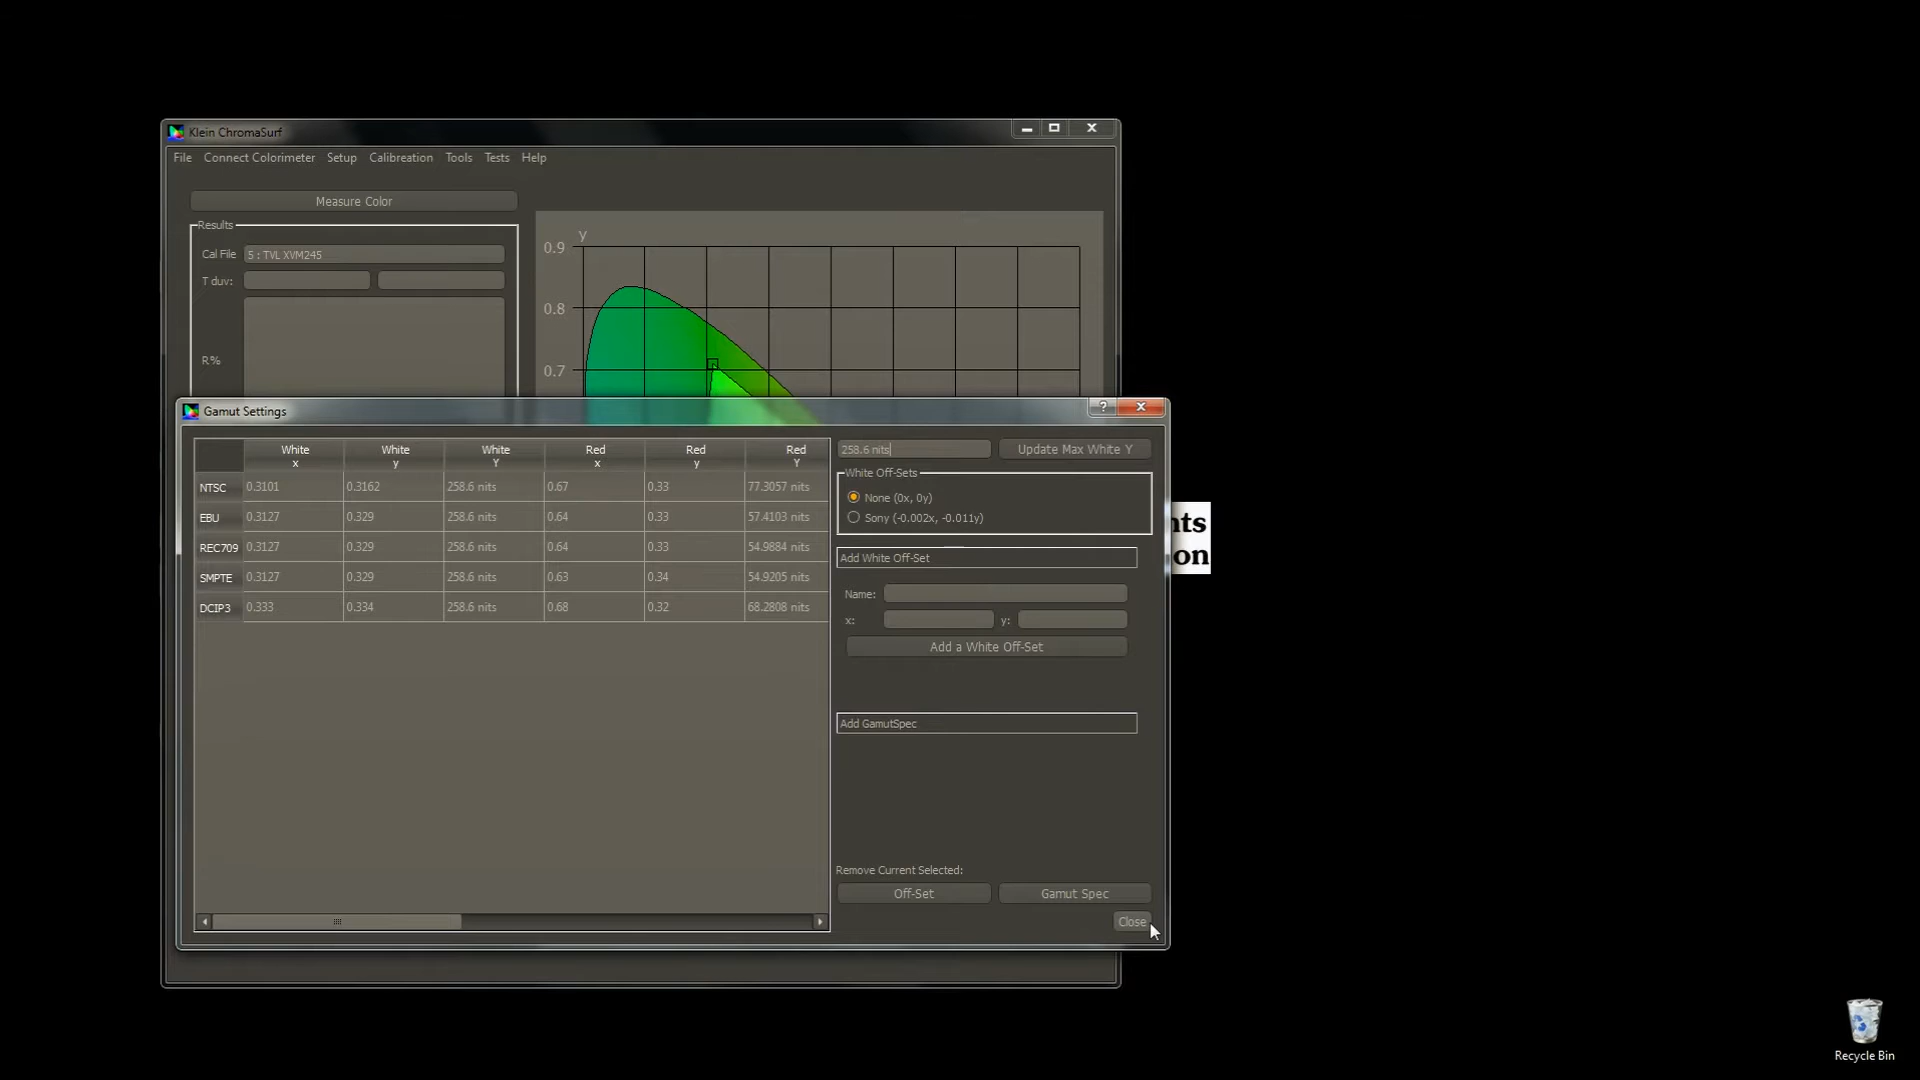 Klein ChromaSurf
File Connect Colorimeter Setup Calibreation Tools Tests Help
Measure Color
Results
Cal File 5 : TVL XVM245
T duv:
R%
y
0.9
0.8
0.7
Gamut Settings
White x White y White Y Red x Red y Red Y
NTSC 0.3101 0.3162 258.6 nits 0.67 0.33 77.3057 nits
EBU 0.3127 0.329 258.6 nits 0.64 0.33 57.4103 nits
REC709 0.3127 0.329 258.6 nits 0.64 0.33 54.9884 nits
SMPTE 0.3127 0.329 258.6 nits 0.63 0.34 54.9205 nits
DCIP3 0.333 0.334 258.6 nits 0.68 0.32 68.2808 nits
258.6 nits Update Max White Y
White Off-Sets
None (0x, 0y)
Sony (-0.002x, -0.011y)
Add White Off-Set
Name:
x: y:
Add a White Off-Set
Add GamutSpec
Remove Current Selected:
Off-Set Gamut Spec
Close
on
Recycle Bin